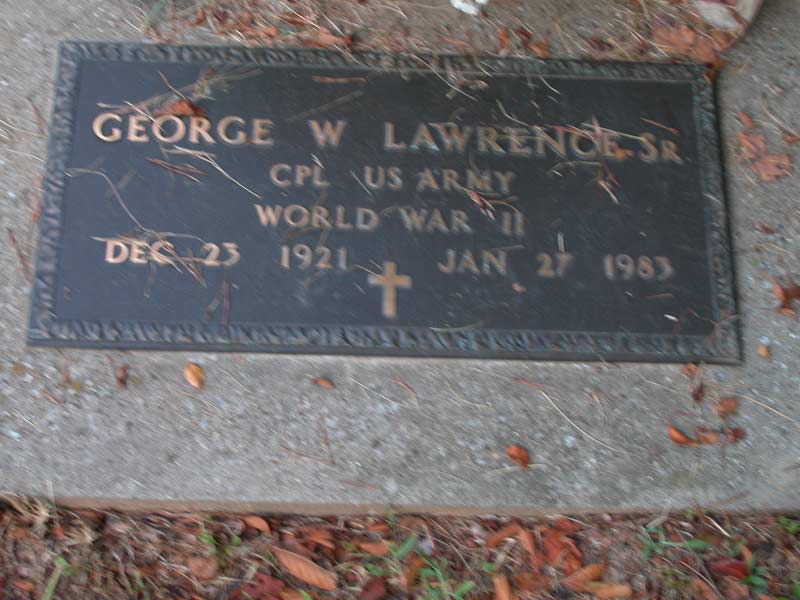 GEORGE W LAWRENCE SR
CPL US ARMY
WORLD WAR II
DEC 23 1921 JAN 27 1983